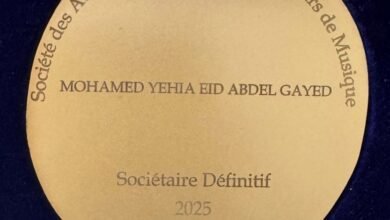 Société des A
s de Musique
MOHAMED YEHIA EID ABDEL GAYED
Sociétaire Définitif
2025